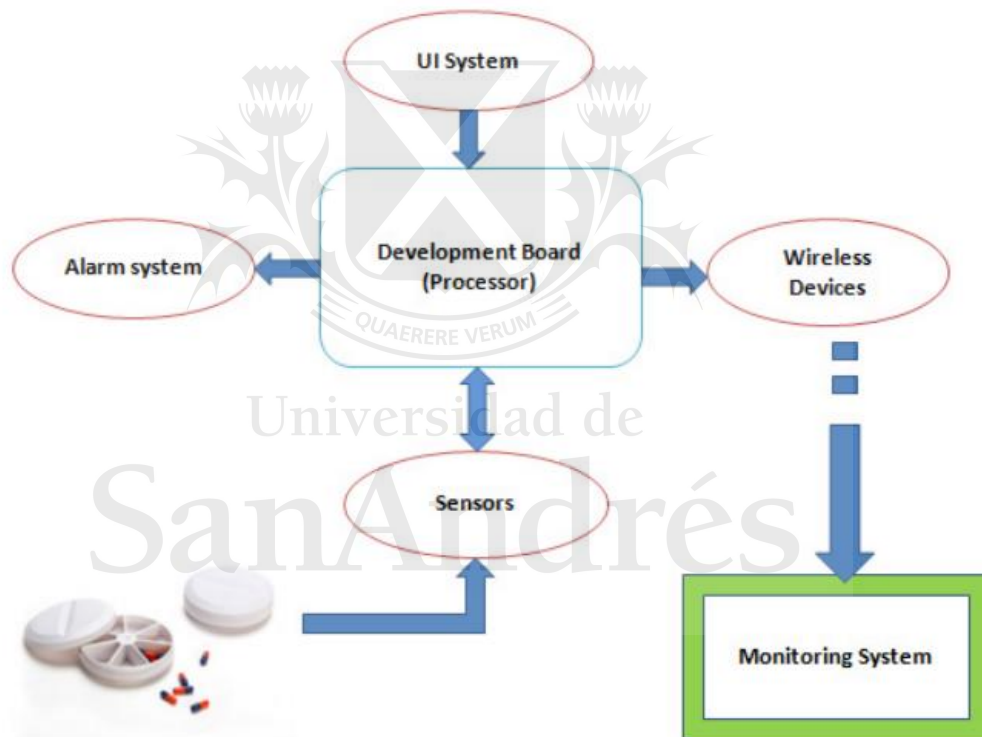 UI System
Alarm system
Development Board
(Processor)
Wireless
Devices
QUAERERE VERUM
Universidad de
SanAndrés
Sensors
Monitoring System